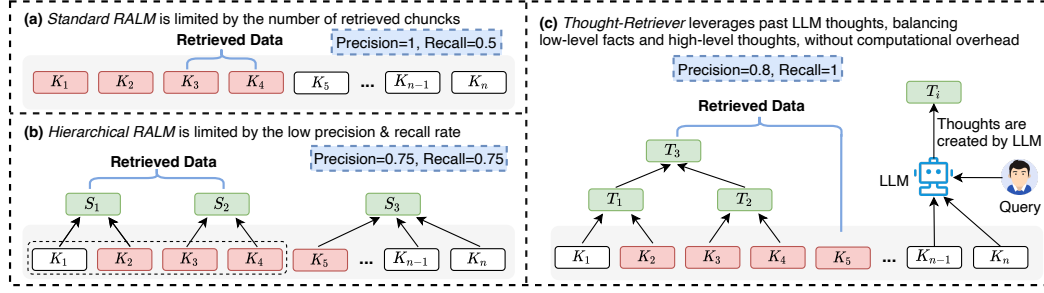 (a) Standard RALM is limited by the number of retrieved chuncks
Retrieved Data
Precision=1, Recall=0.5
K1 K2 K3 K4 K5 ... Kn−1 Kn
(b) Hierarchical RALM is limited by the low precision & recall rate
Retrieved Data
Precision=0.75, Recall=0.75
S1 S2 S3
K1 K2 K3 K4 K5 ... Kn−1 Kn
(c) Thought-Retriever leverages past LLM thoughts, balancing
low-level facts and high-level thoughts, without computational overhead
Precision=0.8, Recall=1
Retrieved Data
T3
T1 T2
K1 K2 K3 K4 K5 ... Kn−1 Kn
Ti
Thoughts are
created by LLM
LLM
Query